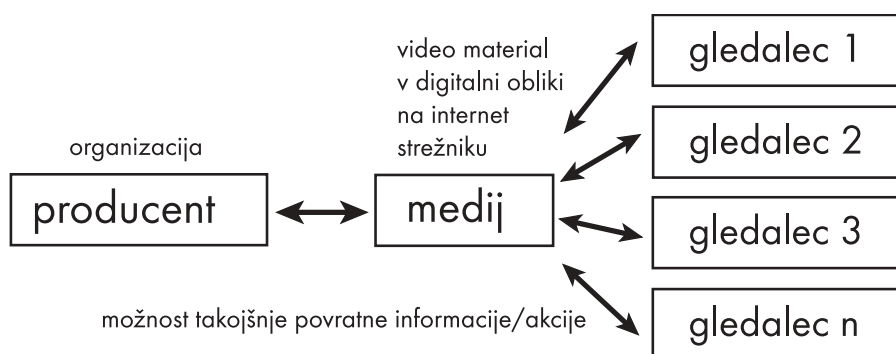 organizacija
producent
video material
v digitalni obliki
na internet
strežniku
medij
gledalec 1
gledalec 2
gledalec 3
gledalec n
možnost takojšnje povratne informacije/akcije